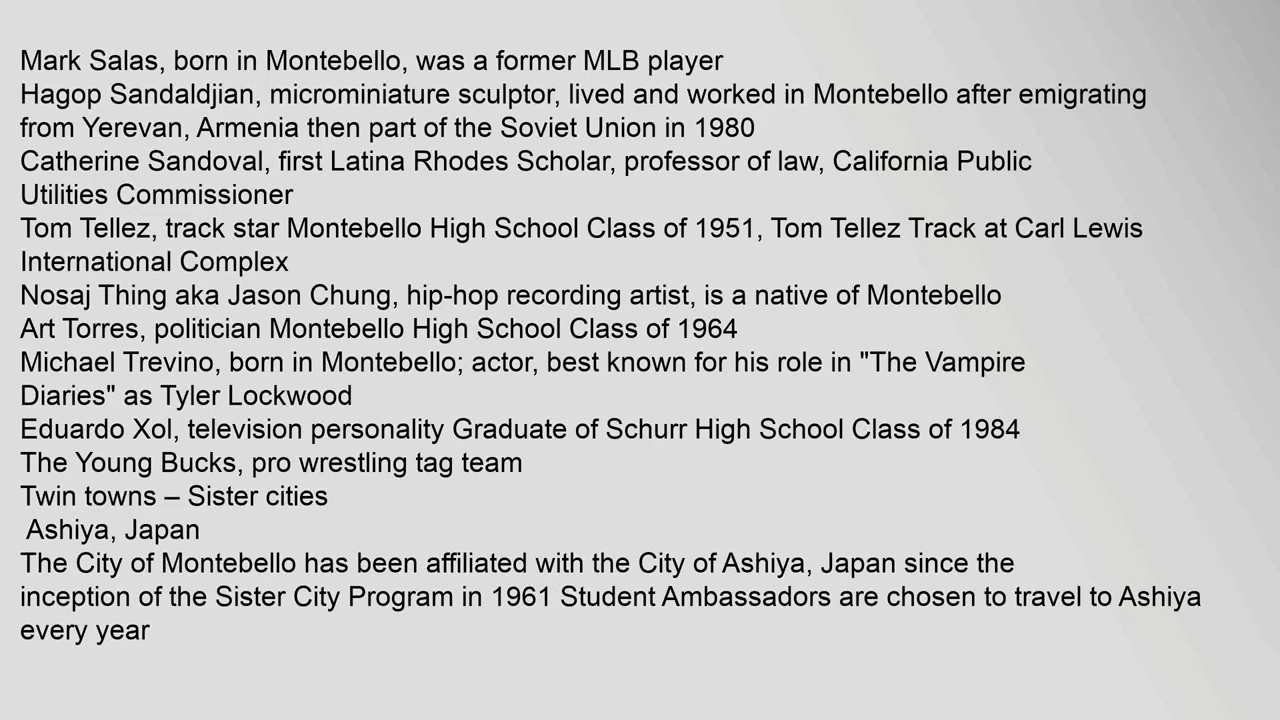 Mark Salas, born in Montebello, was a former MLB player
Hagop Sandaldjian, microminiature sculptor, lived and worked in Montebello after emigrating
from Yerevan, Armenia then part of the Soviet Union in 1980
Catherine Sandoval, first Latina Rhodes Scholar, professor of law, California Public
Utilities Commissioner
Tom Tellez, track star Montebello High School Class of 1951, Tom Tellez Track at Carl Lewis
International Complex
Nosaj Thing aka Jason Chung, hip-hop recording artist, is a native of Montebello
Art Torres, politician Montebello High School Class of 1964
Michael Trevino, born in Montebello; actor, best known for his role in "The Vampire
Diaries" as Tyler Lockwood
Eduardo Xol, television personality Graduate of Schurr High School Class of 1984
The Young Bucks, pro wrestling tag team
Twin towns – Sister cities
Ashiya, Japan
The City of Montebello has been affiliated with the City of Ashiya, Japan since the
inception of the Sister City Program in 1961 Student Ambassadors are chosen to travel to Ashiya
every year